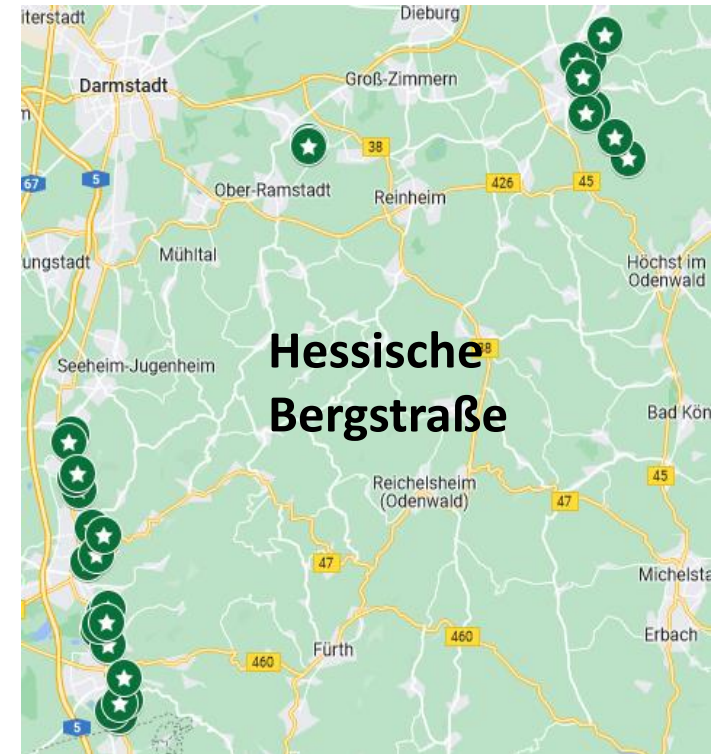 iterstadt
Dieburg
Darmstadt
Groß-Zimmern
38
67
5
Ober-Ramstadt
426
45
Reinheim
ungstadt
Mühltal
Höchst im
Odenwald
Hessische
38
Seeheim-Jugenheim
Bergstraße
Bad Kön
45
Reichelsheim
(Odenwald)
47
47
Michelsta
Erbach
460
Fürth
460
5